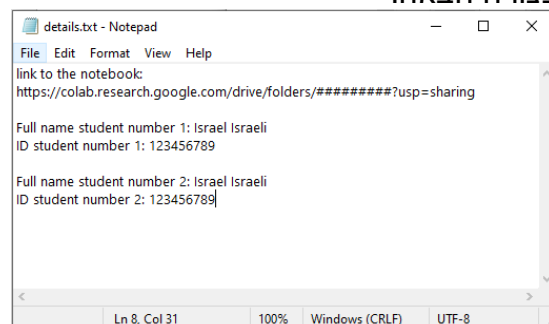 details.txt - Notepad
File Edit Format View Help
link to the notebook:
https://colab.research.google.com/drive/folders/#########?usp=sharing
Full name student number 1: Israel Israeli
ID student number 1: 123456789
Full name student number 2: Israel Israeli
ID student number 2: 123456789
Ln 8, Col 31 100% Windows (CRLF) UTF-8